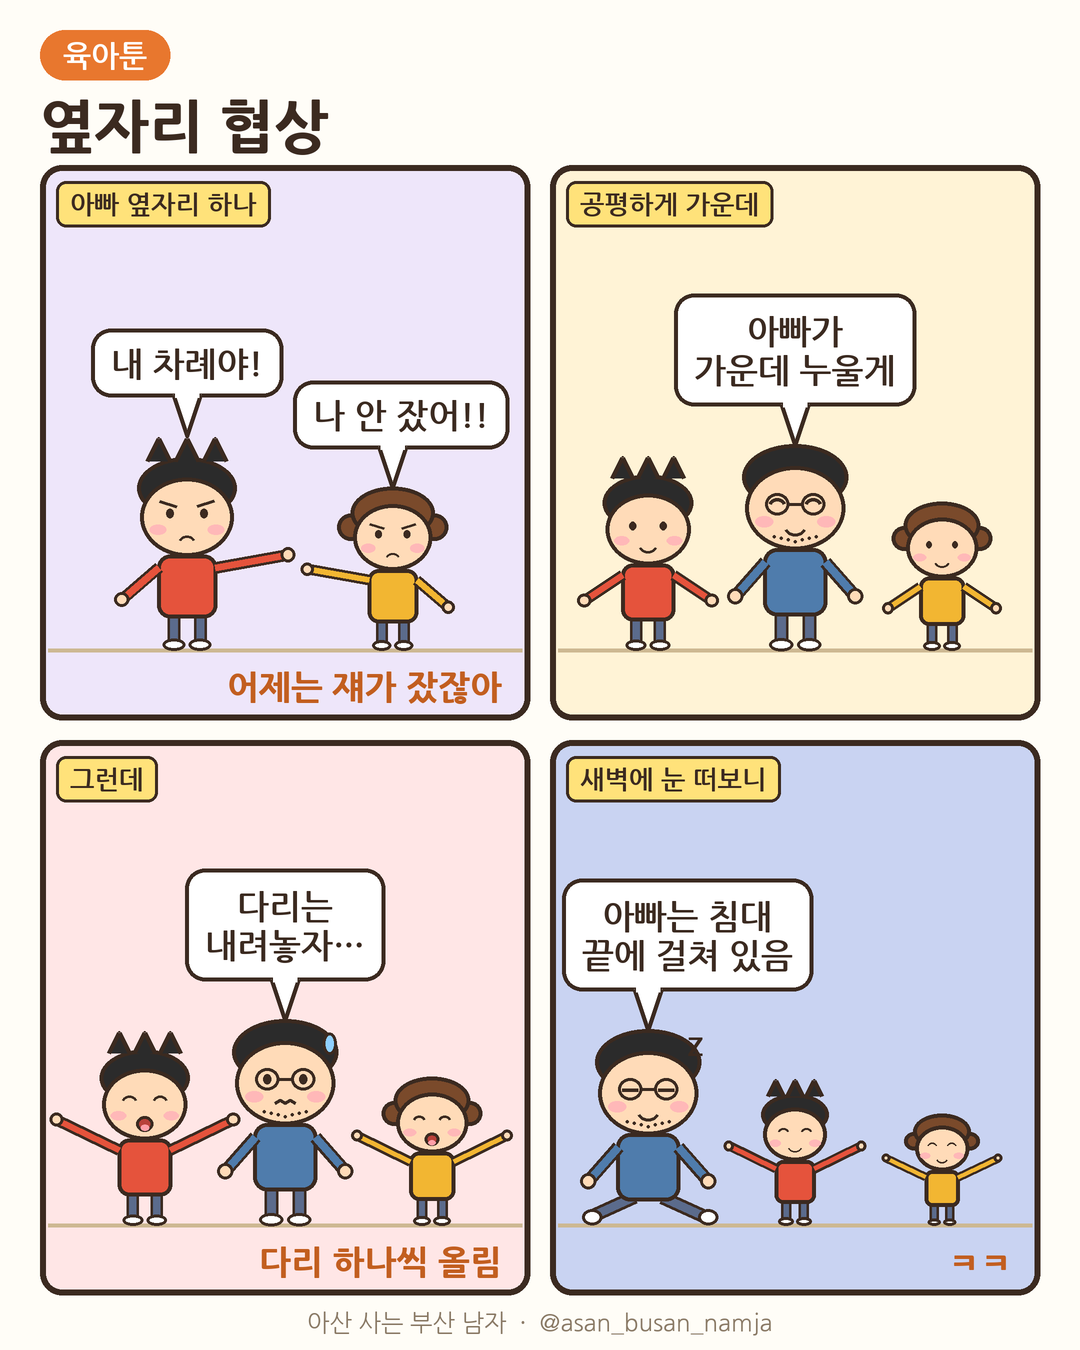 육아툰
옆자리 협상
아빠 옆자리 하나
내 차례야!
나 안 잤어!!
어제는 쟤가 잤잖아
공평하게 가운데
아빠가
가운데 누울게
그런데
다리는
내려놓자…
다리 하나씩 올림
새벽에 눈 떠보니
아빠는 침대
끝에 걸쳐 있음
z
ㅋㅋ
아산 사는 부산 남자 · @asan_busan_namja